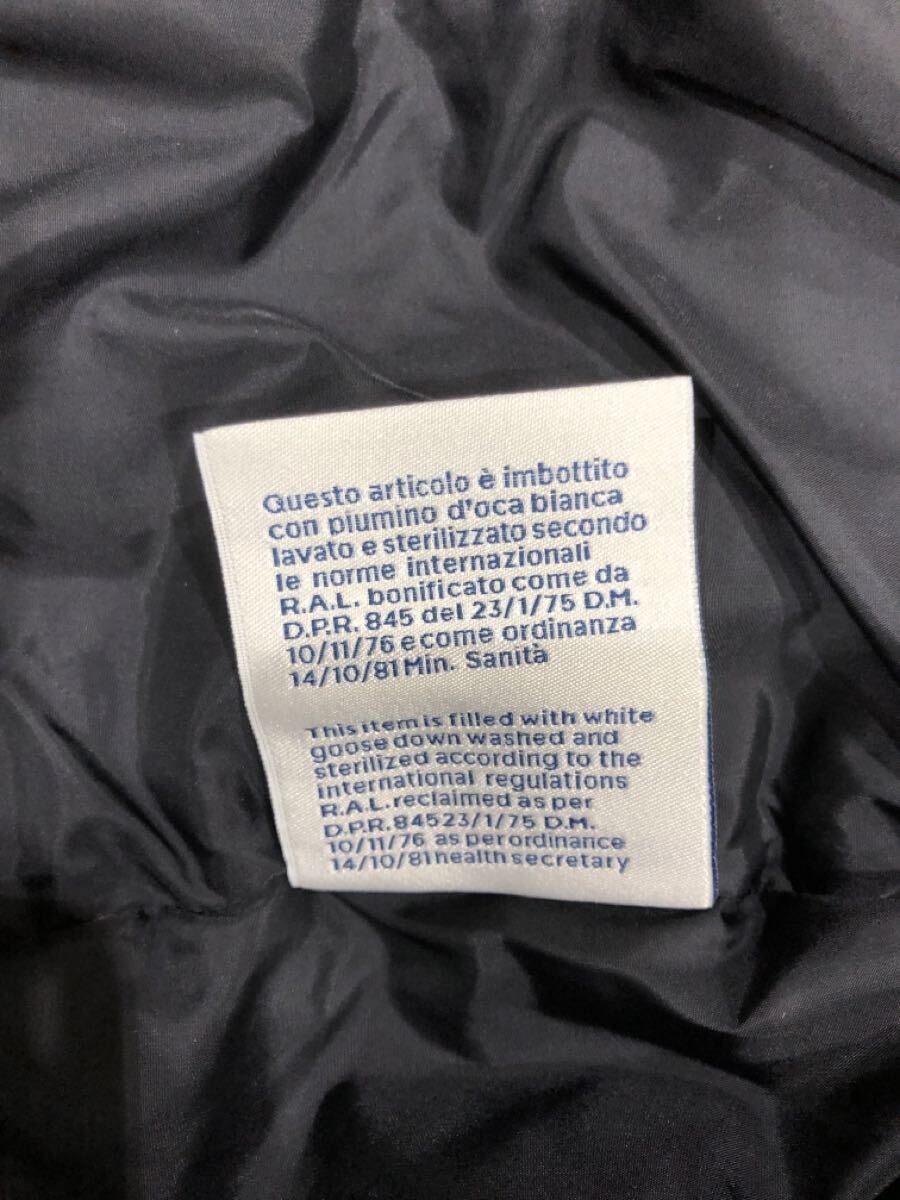 Questo articolo è imbottito
con piumino d'oca bianca
lavato e sterilizzato secondo
le norme internazionali
R.A.L. bonificato come da
D.P.R. 845 del 23/1/75 D.M.
10/11/76 e come ordinanza
14/10/81 Min. Sanità
This item is filled with white
goose down washed and
sterilized according to the
international regulations
R.A.L. reclaimed as per
D.P.R. 845 23/1/75 D.M.
10/11/76 as per ordinance
14/10/81 health secretary